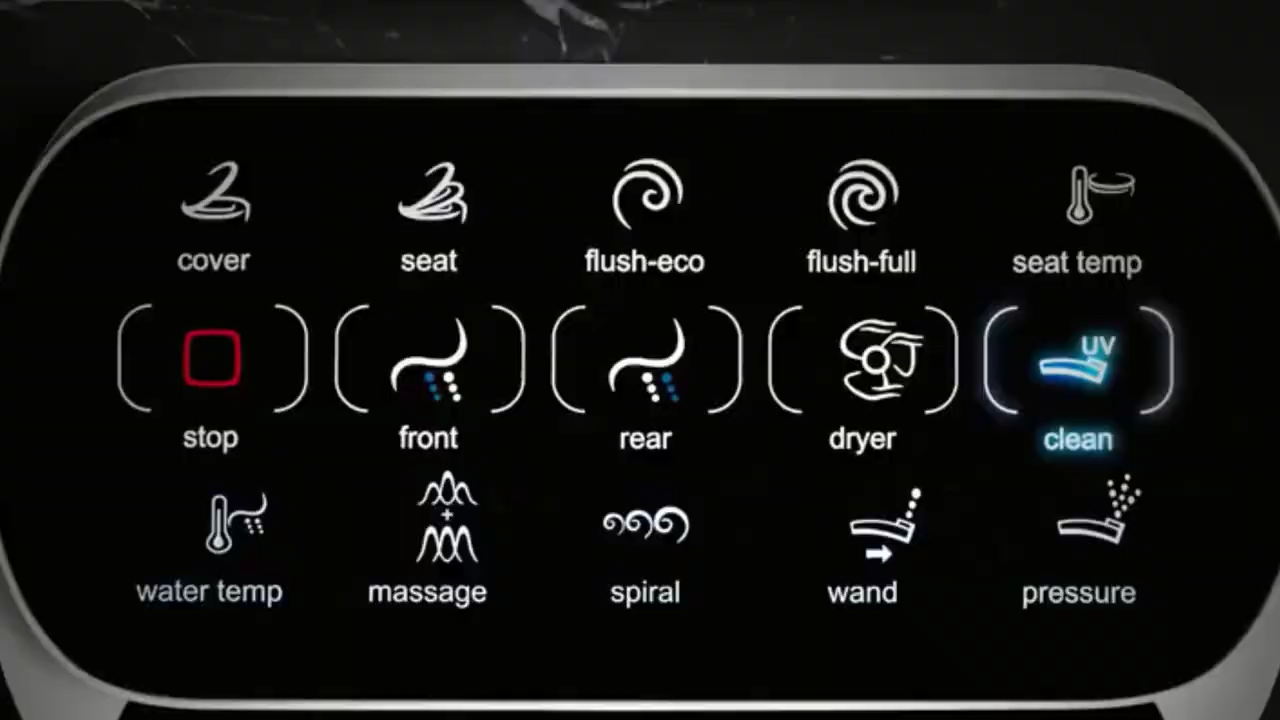 cover
seat
flush-eco
flush-full
seat temp
UV
stop
front
rear
dryer
clean
water temp
massage
spiral
wand
pressure